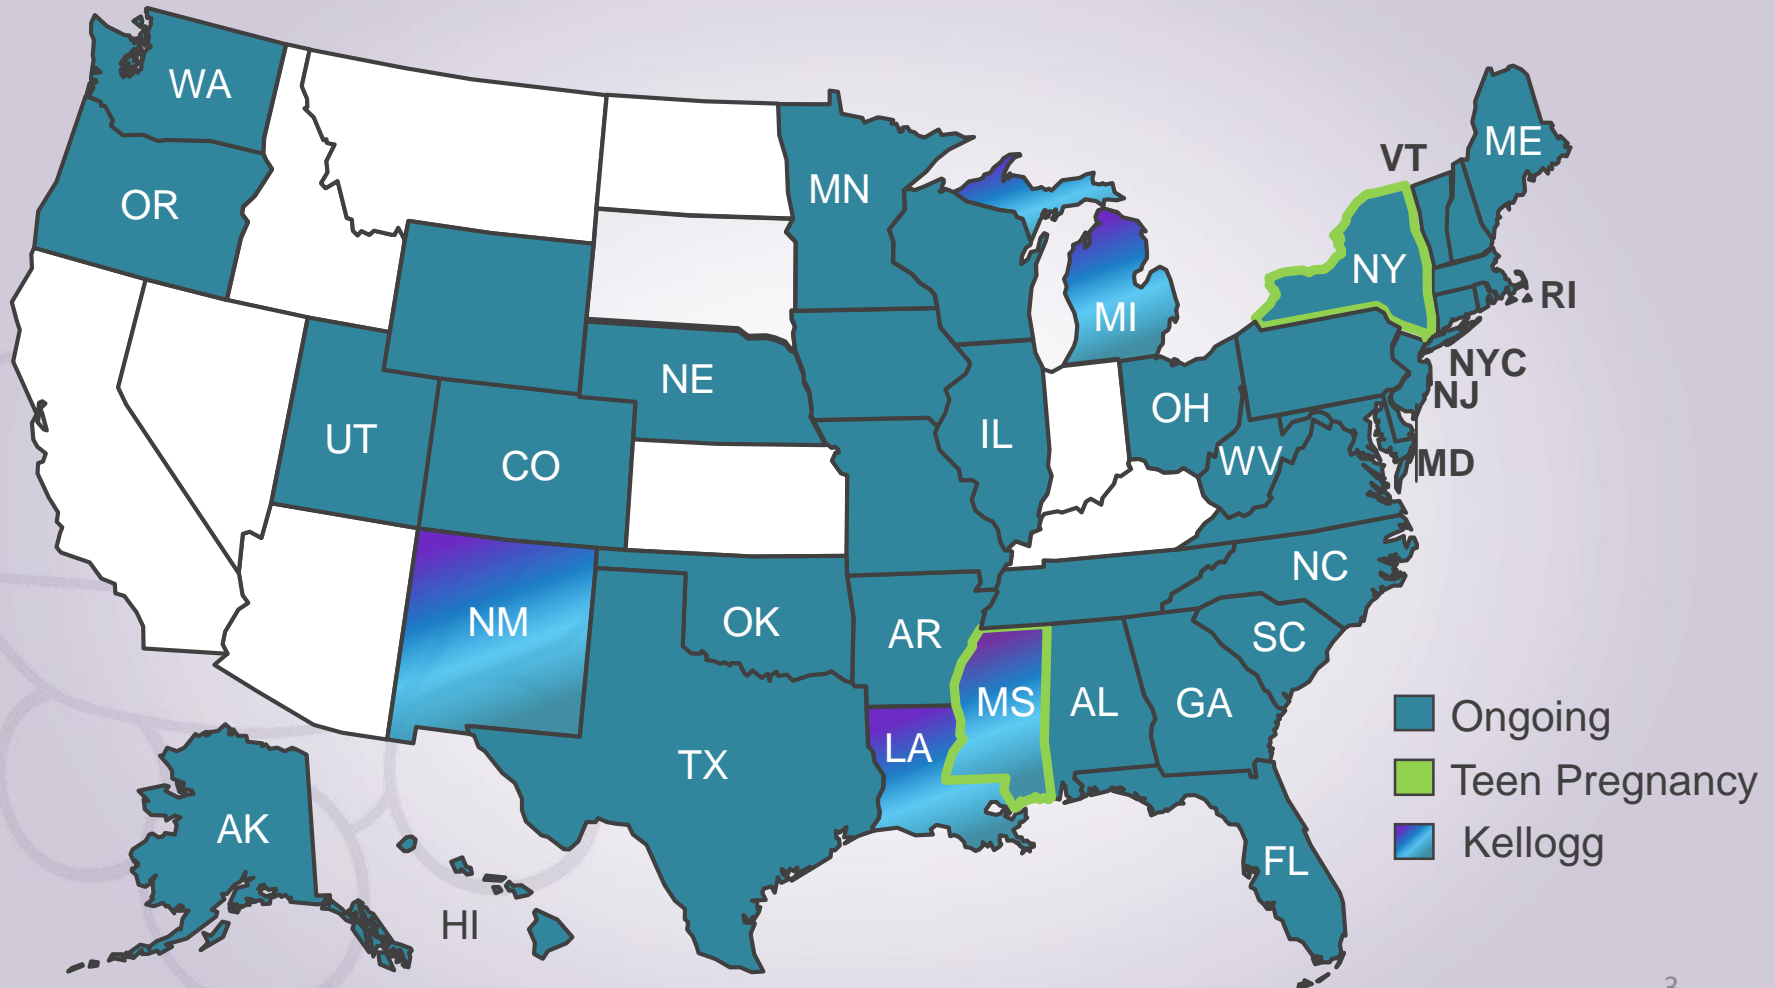 WA
ME
VT
MN
OR
NY
RI
MI
NYC
NE
NJ
OH
IL
UT
CO
WV
MD
NC
NM
OK
AR
SC
MS
AL
GA
Ongoing
LA
TX
Teen Pregnancy
AK
Kellogg
FL
HI
3